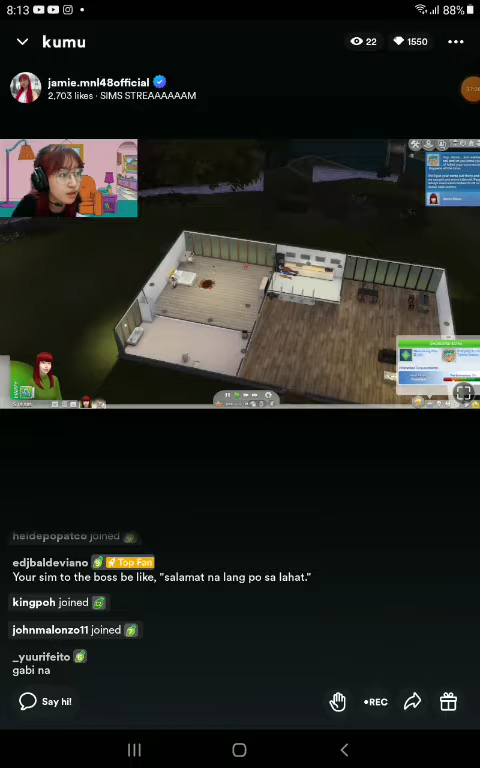 8:13
88%
kumu
22
1550
jamie.mnl48official
2,703 likes · SIMS STREAAAAAAM
heidepopatco joined
edjbaldeviano Top Fan
Your sim to the boss be like, "salamat na lang po sa lahat."
kingpoh joined
johnmalonzo11 joined
_yuurifeito
gabi na
Say hi!
•REC